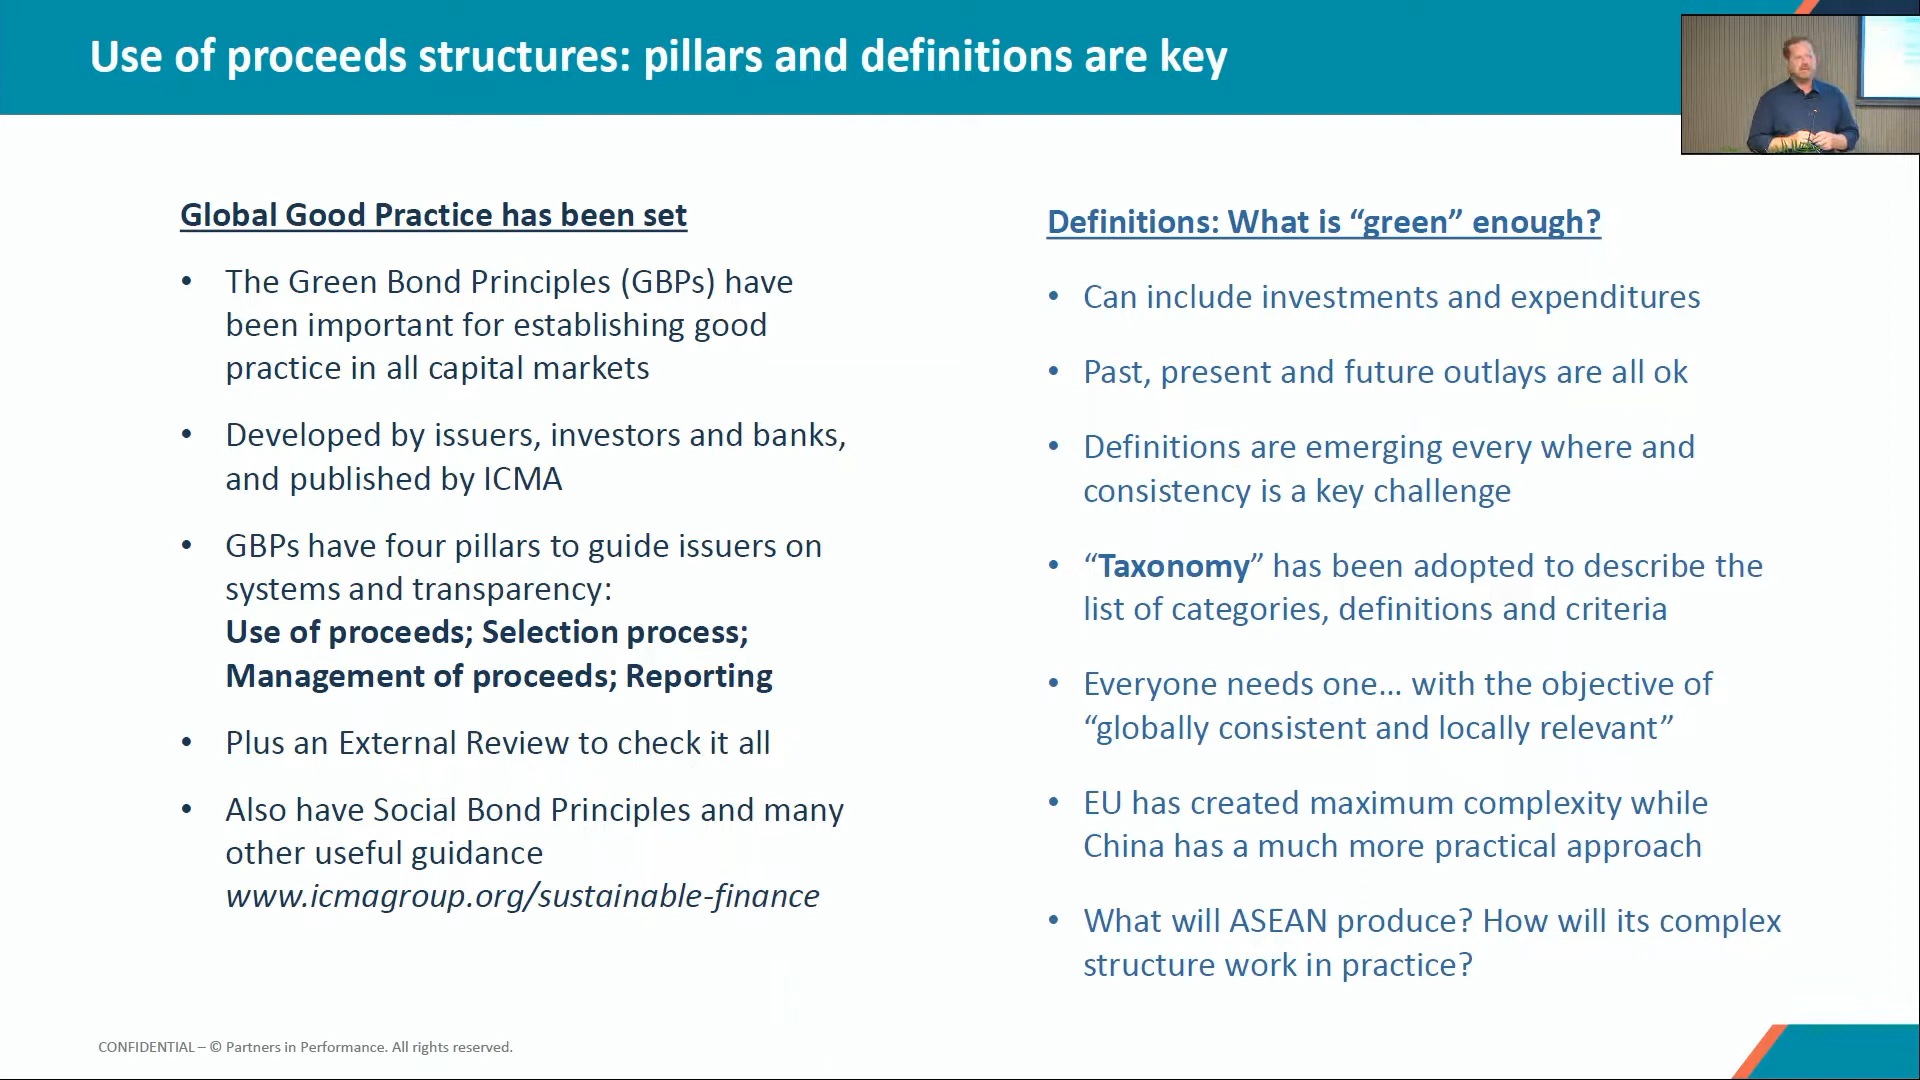 Use of proceeds structures: pillars and definitions are key
Global Good Practice has been set
• The Green Bond Principles (GBPs) have
been important for establishing good
practice in all capital markets
• Developed by issuers, investors and banks,
and published by ICMA
• GBPs have four pillars to guide issuers on
systems and transparency:
Use of proceeds; Selection process;
Management of proceeds; Reporting
• Plus an External Review to check it all
• Also have Social Bond Principles and many
other useful guidance
www.icmagroup.org/sustainable-finance
Definitions: What is “green” enough?
• Can include investments and expenditures
• Past, present and future outlays are all ok
• Definitions are emerging every where and
consistency is a key challenge
• “Taxonomy” has been adopted to describe the
list of categories, definitions and criteria
• Everyone needs one... with the objective of
“globally consistent and locally relevant”
• EU has created maximum complexity while
China has a much more practical approach
• What will ASEAN produce? How will its complex
structure work in practice?
CONFIDENTIAL – © Partners in Performance. All rights reserved.